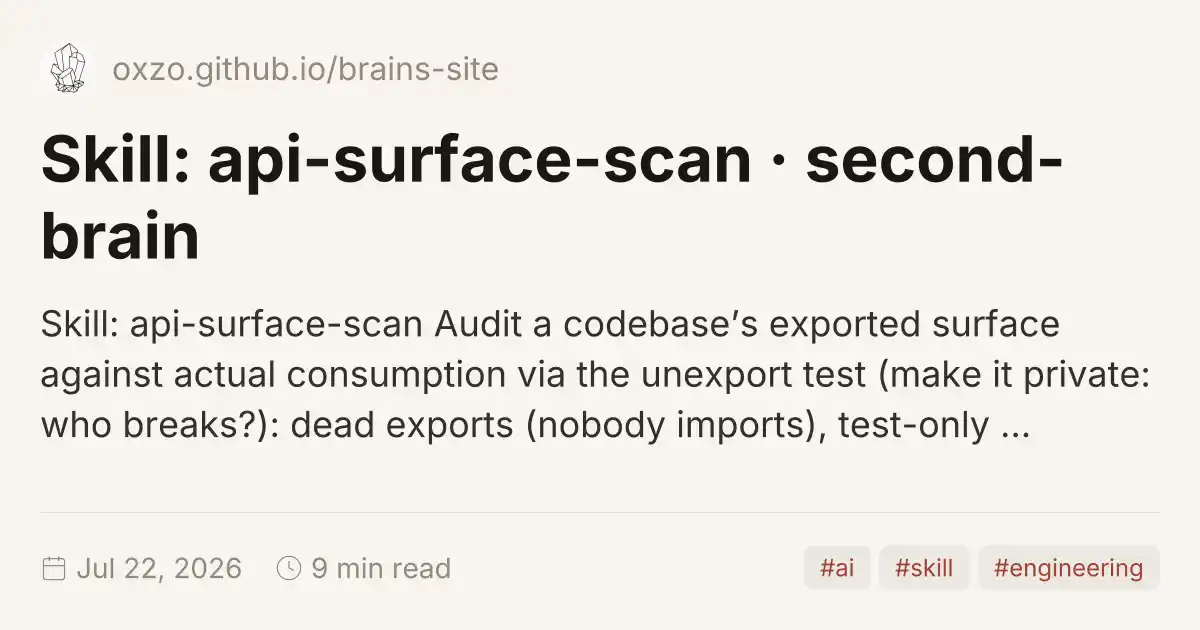 oxzo.github.io/brains-site
Skill: api-surface-scan · second-
brain
Skill: api-surface-scan Audit a codebase’s exported surface
against actual consumption via the unexport test (make it private:
who breaks?): dead exports (nobody imports), test-only ...
Jul 22, 2026
9 min read
#ai
#skill
#engineering